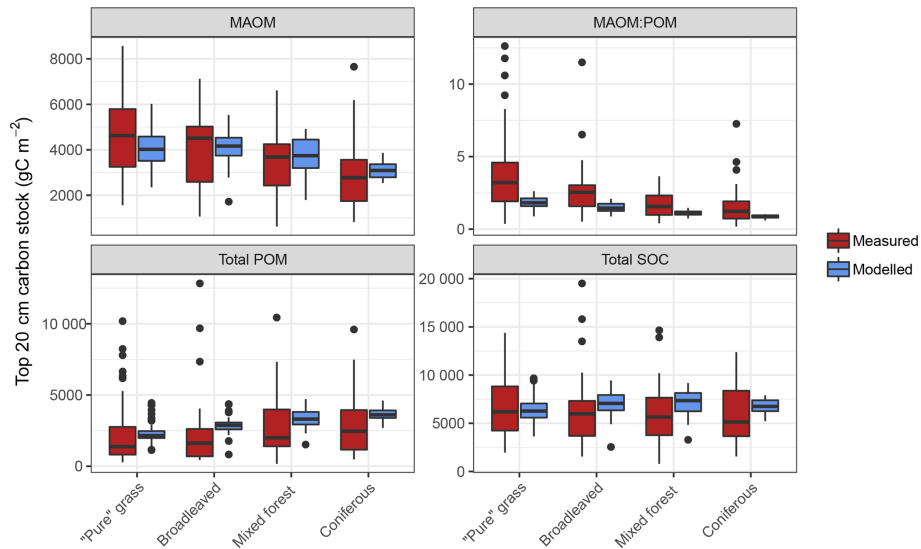 MAOM
MAOM:POM
8000
6000
4000
2000
10
5
0
Top 20 cm carbon stock (gC m−2)
Measured
Modelled
Total POM
Total SOC
10 000
5000
0
20 000
15 000
10 000
5000
0
"Pure" grass
Broadleaved
Mixed forest
Coniferous
"Pure" grass
Broadleaved
Mixed forest
Coniferous